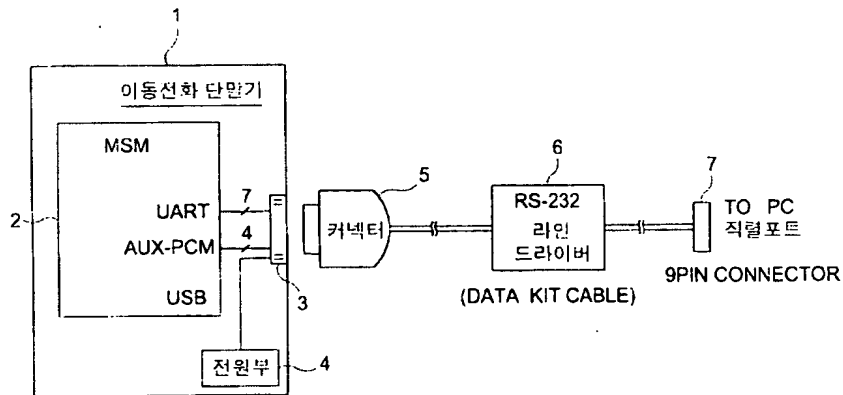 1
이동전화 단말기
MSM
2
UART
7
AUX-PCM
4
USB
3
전원부
4
5
커넥터
6
RS-232
라인
드라이버
(DATA KIT CABLE)
7
TO PC
직렬포트
9PIN CONNECTOR